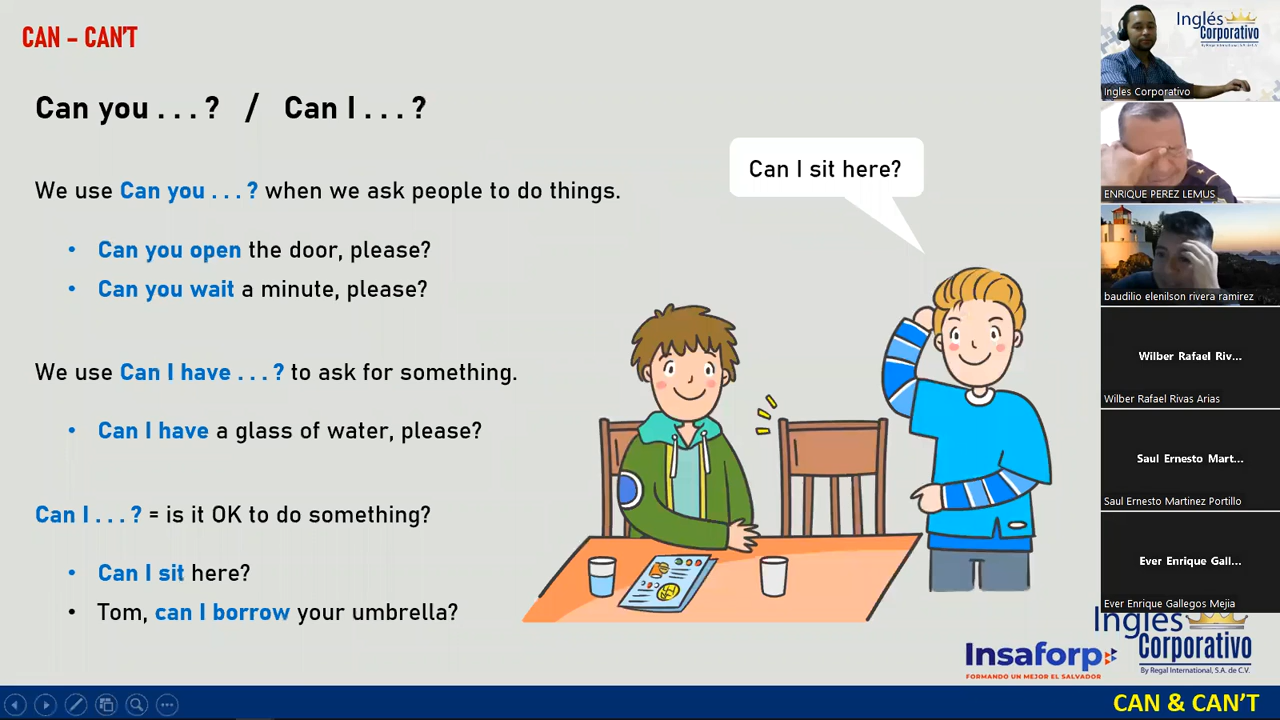 CAN – CAN'T
Can you . . . ? / Can I . . . ?
We use Can you . . . ? when we ask people to do things.
• Can you open the door, please?
• Can you wait a minute, please?
We use Can I have . . . ? to ask for something.
• Can I have a glass of water, please?
Can I . . . ? = is it OK to do something?
• Can I sit here?
• Tom, can I borrow your umbrella?
Can I sit here?
Inglés
Corporativo
By Regal International, S.A. de C.V.
Ingles Corporativo
ENRIQUE PEREZ LEMUS
baudilio elenilson rivera ramirez
Wilber Rafael Riv...
Wilber Rafael Rivas Arias
Saul Ernesto Mart...
Saul Ernesto Martinez Portillo
Ever Enrique Gall...
Ever Enrique Gallegos Mejia
Insaforp
FORMANDO UN MEJOR EL SALVADOR
Inglés
Corporativo
By Regal International, S.A. de C.V.
CAN & CAN'T